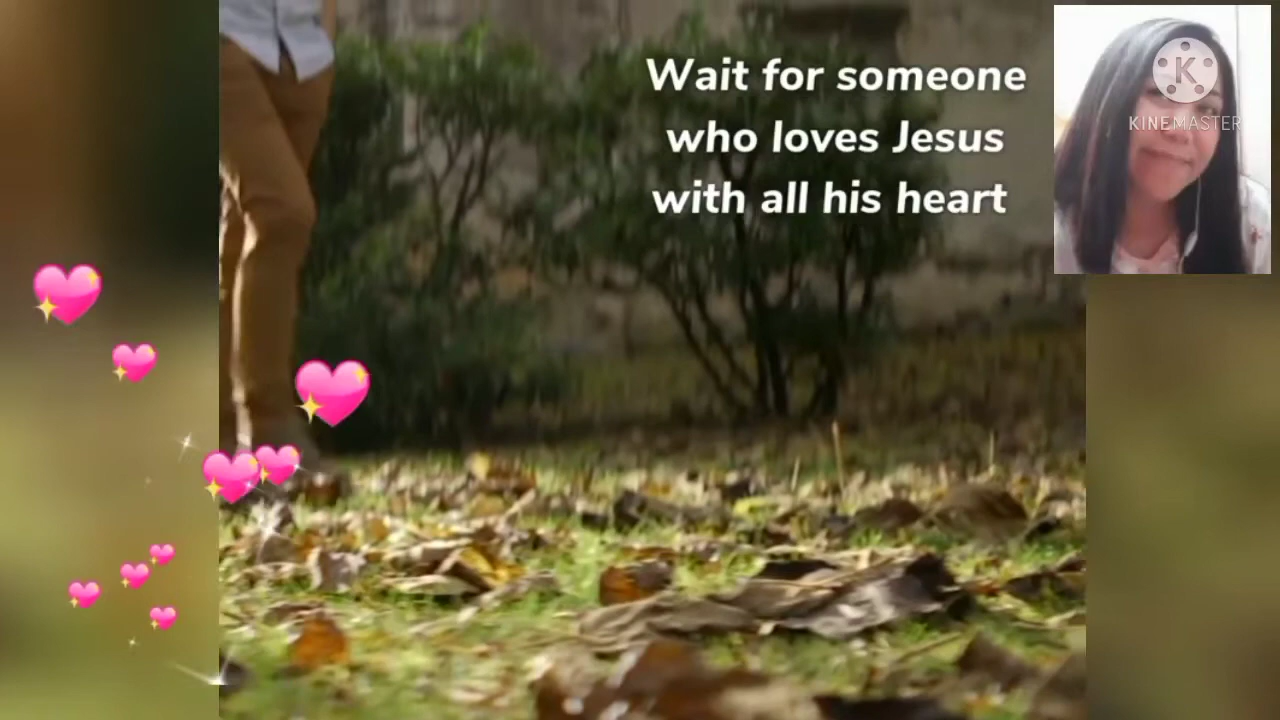 Wait for someone
who loves Jesus
with all his heart
K
KINEMASTER